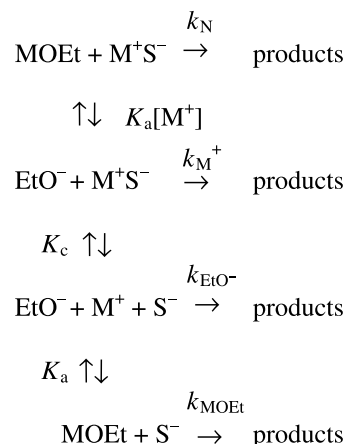 k_N
MOEt + M⁺S⁻ → products
↑↓ K_a[M⁺]
k_M⁺
EtO⁻ + M⁺S⁻ → products
K_c ↑↓
k_EtO⁻
EtO⁻ + M⁺ + S⁻ → products
K_a ↑↓
k_MOEt
MOEt + S⁻ → products